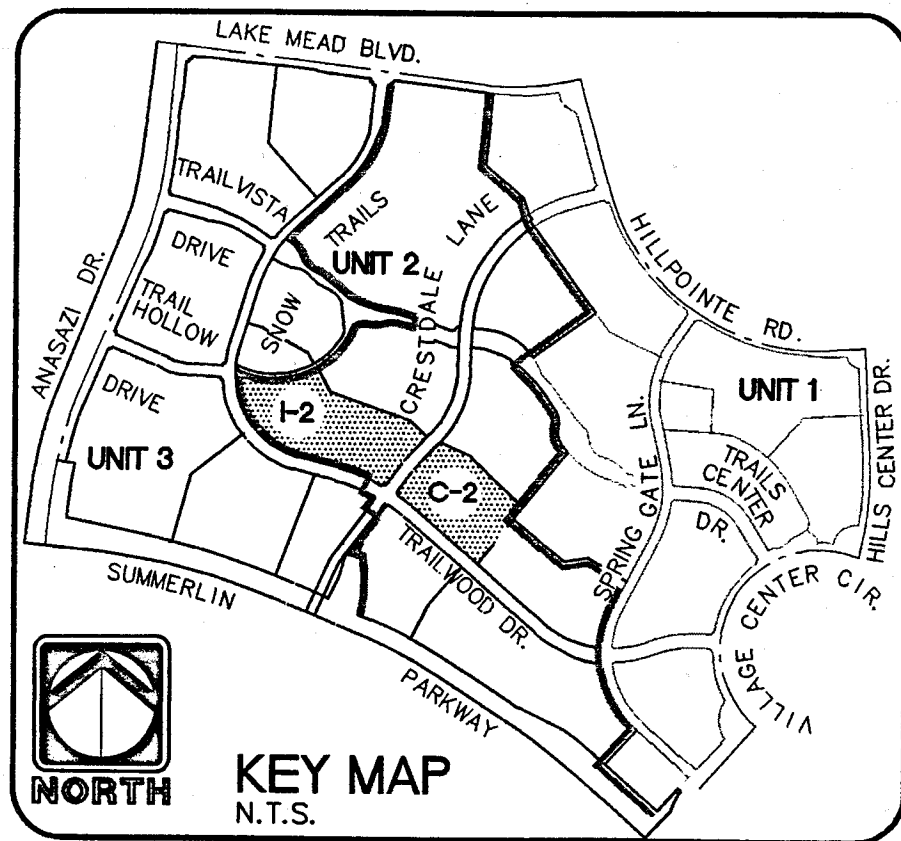 LAKE MEAD BLVD.
TRAIL VISTA
DRIVE
TRAILS
LANE
UNIT 2
CRESTDALE
HILLPOINTE RD.
ANASAZI DR.
TRAIL
HOLLOW
DRIVE
SNOW
I-2
UNIT 3
C-2
UNIT 1
HILLS CENTER DR.
TRAILS
CENTER
DR.
SPRING GATE LN.
TRAILWOOD DR.
VILLAGE CENTER CIR.
SUMMERLIN
PARKWAY
NORTH
KEY MAP
N.T.S.